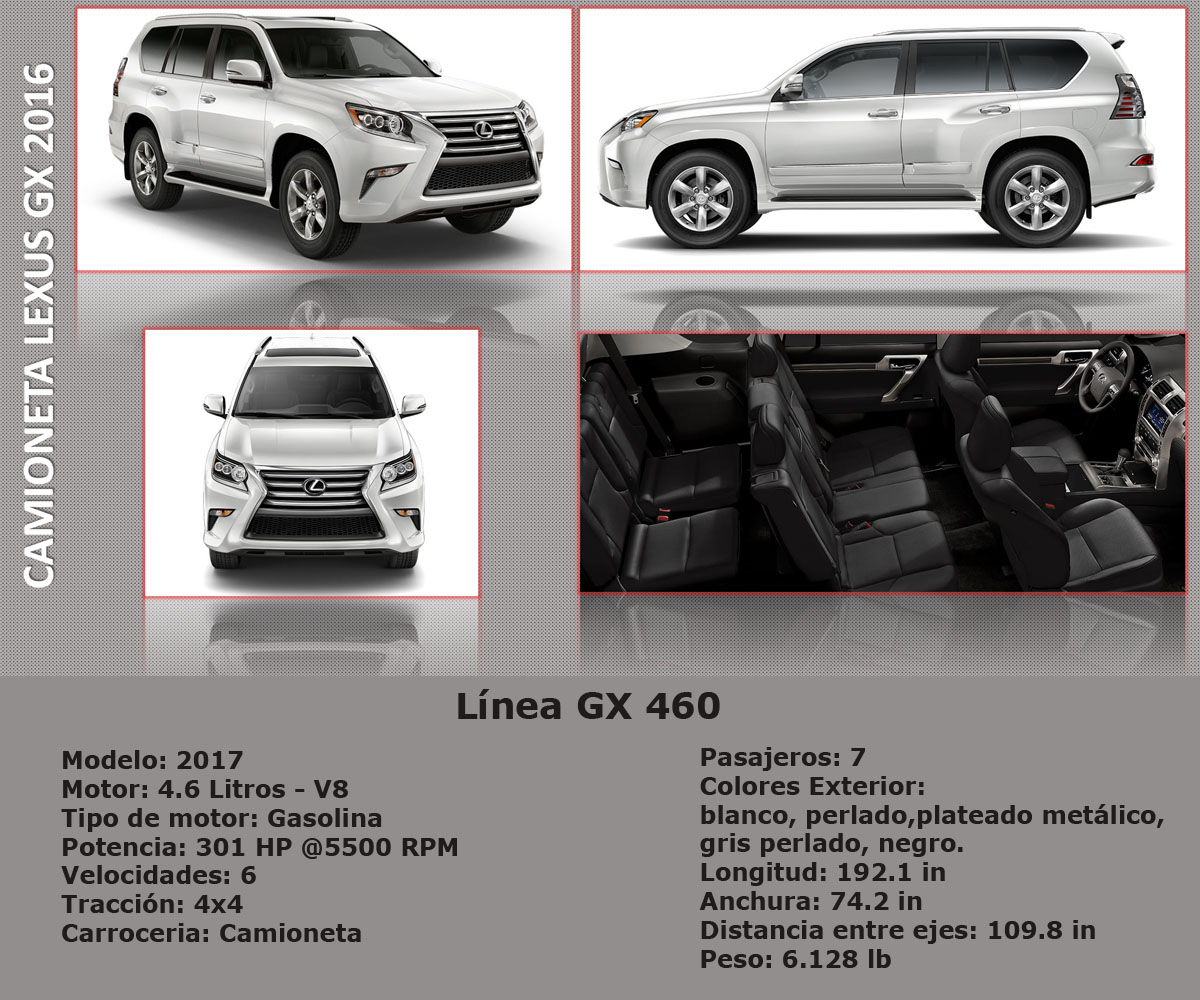 CAMIONETA LEXUS GX 2016
Línea GX 460
Modelo: 2017
Motor: 4.6 Litros - V8
Tipo de motor: Gasolina
Potencia: 301 HP @5500 RPM
Velocidades: 6
Tracción: 4x4
Carroceria: Camioneta
Pasajeros: 7
Colores Exterior:
blanco, perlado,plateado metálico,
gris perlado, negro.
Longitud: 192.1 in
Anchura: 74.2 in
Distancia entre ejes: 109.8 in
Peso: 6.128 lb